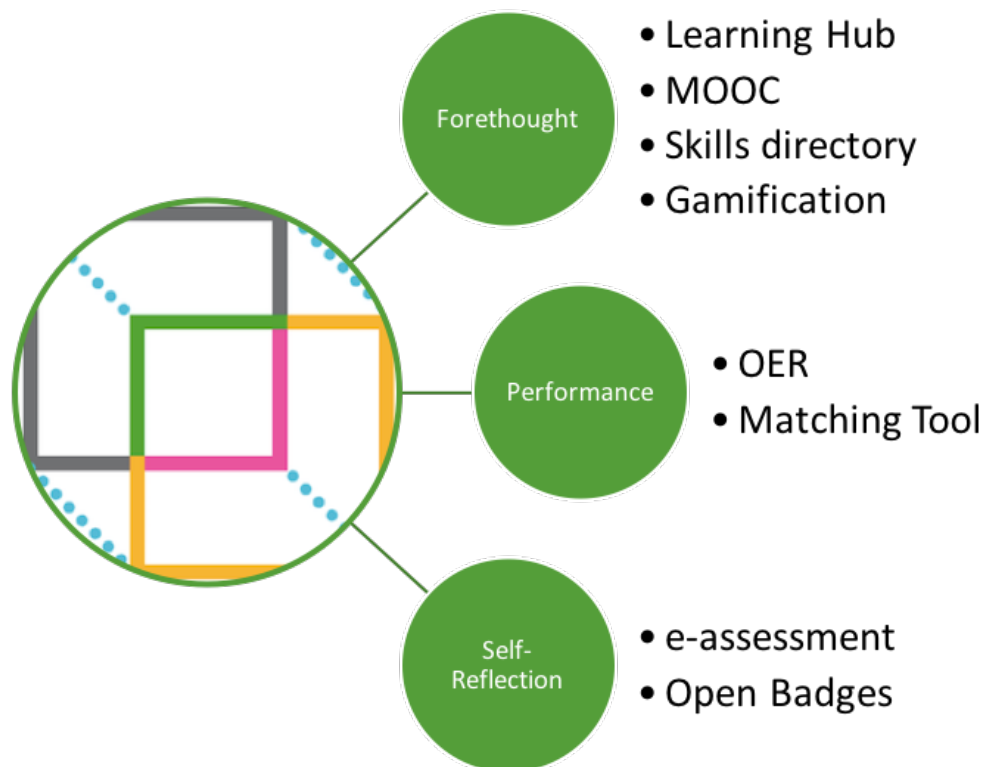 Forethought
• Learning Hub
• MOOC
• Skills directory
• Gamification
Performance
• OER
• Matching Tool
Self-
Reflection
• e-assessment
• Open Badges